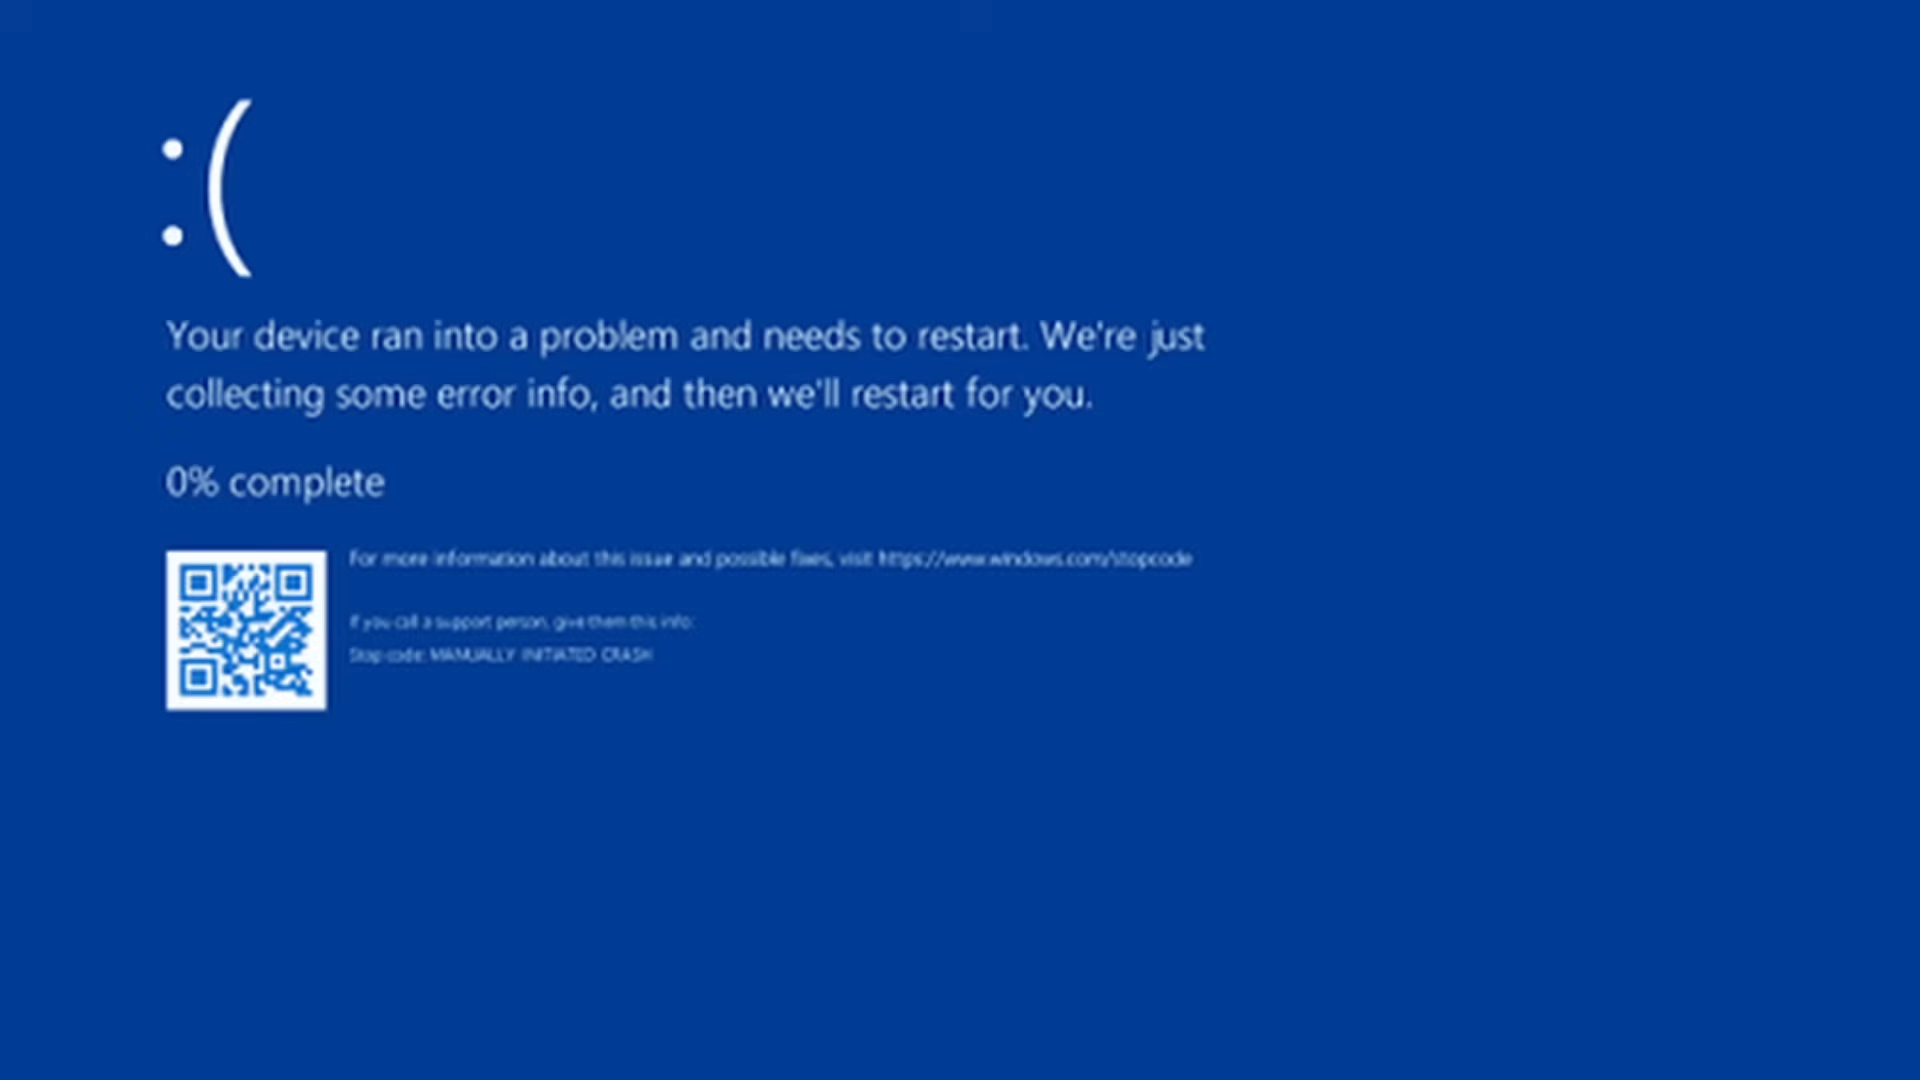 :(
Your device ran into a problem and needs to restart. We're just
collecting some error info, and then we'll restart for you.
0% complete
For more information about this issue and possible fixes, visit https://www.windows.com/stopcode
If you call a support person, give them this info:
Stop code: MANUALLY INITIATED CRASH